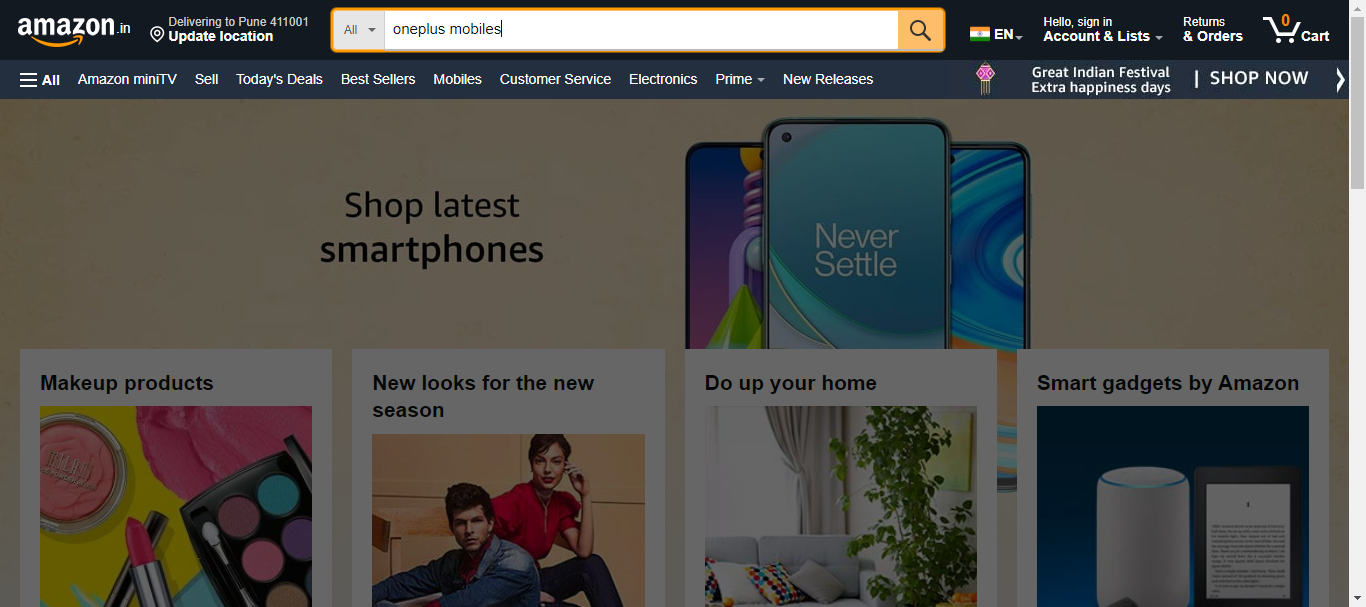 amazon.in
Delivering to Pune 411001
Update location
All
oneplus mobiles
EN
Hello, sign in
Account & Lists
Returns
& Orders
0
Cart
All
Amazon miniTV
Sell
Today's Deals
Best Sellers
Mobiles
Customer Service
Electronics
Prime
New Releases
Great Indian Festival
Extra happiness days
| SHOP NOW
Shop latest
smartphones
Never
Settle
Makeup products
New looks for the new
season
Do up your home
Smart gadgets by Amazon
MILANI